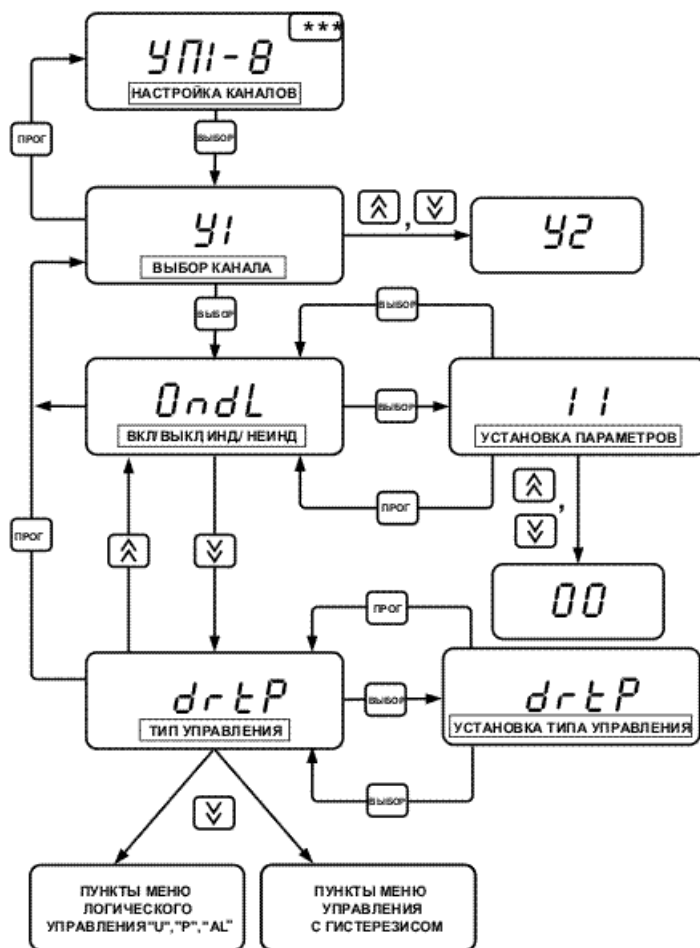 ***
УПI-8
НАСТРОЙКА КАНАЛОВ
ПРОГ
ВЫБОР
У1
ВЫБОР КАНАЛА
У2
ВЫБОР
ВЫБОР
OndL
ВКЛ/ВЫКЛ,ИНД/ НЕИНД
ВЫБОР
11
УСТАНОВКА ПАРАМЕТРОВ
ПРОГ
ПРОГ
00
ПРОГ
drtP
ТИП УПРАВЛЕНИЯ
ВЫБОР
drtP
УСТАНОВКА ТИПА УПРАВЛЕНИЯ
ВЫБОР
ПУНКТЫ МЕНЮ
ЛОГИЧЕСКОГО
УПРАВЛЕНИЯ "U","P","AL"
ПУНКТЫ МЕНЮ
УПРАВЛЕНИЯ
С ГИСТЕРЕЗИСОМ